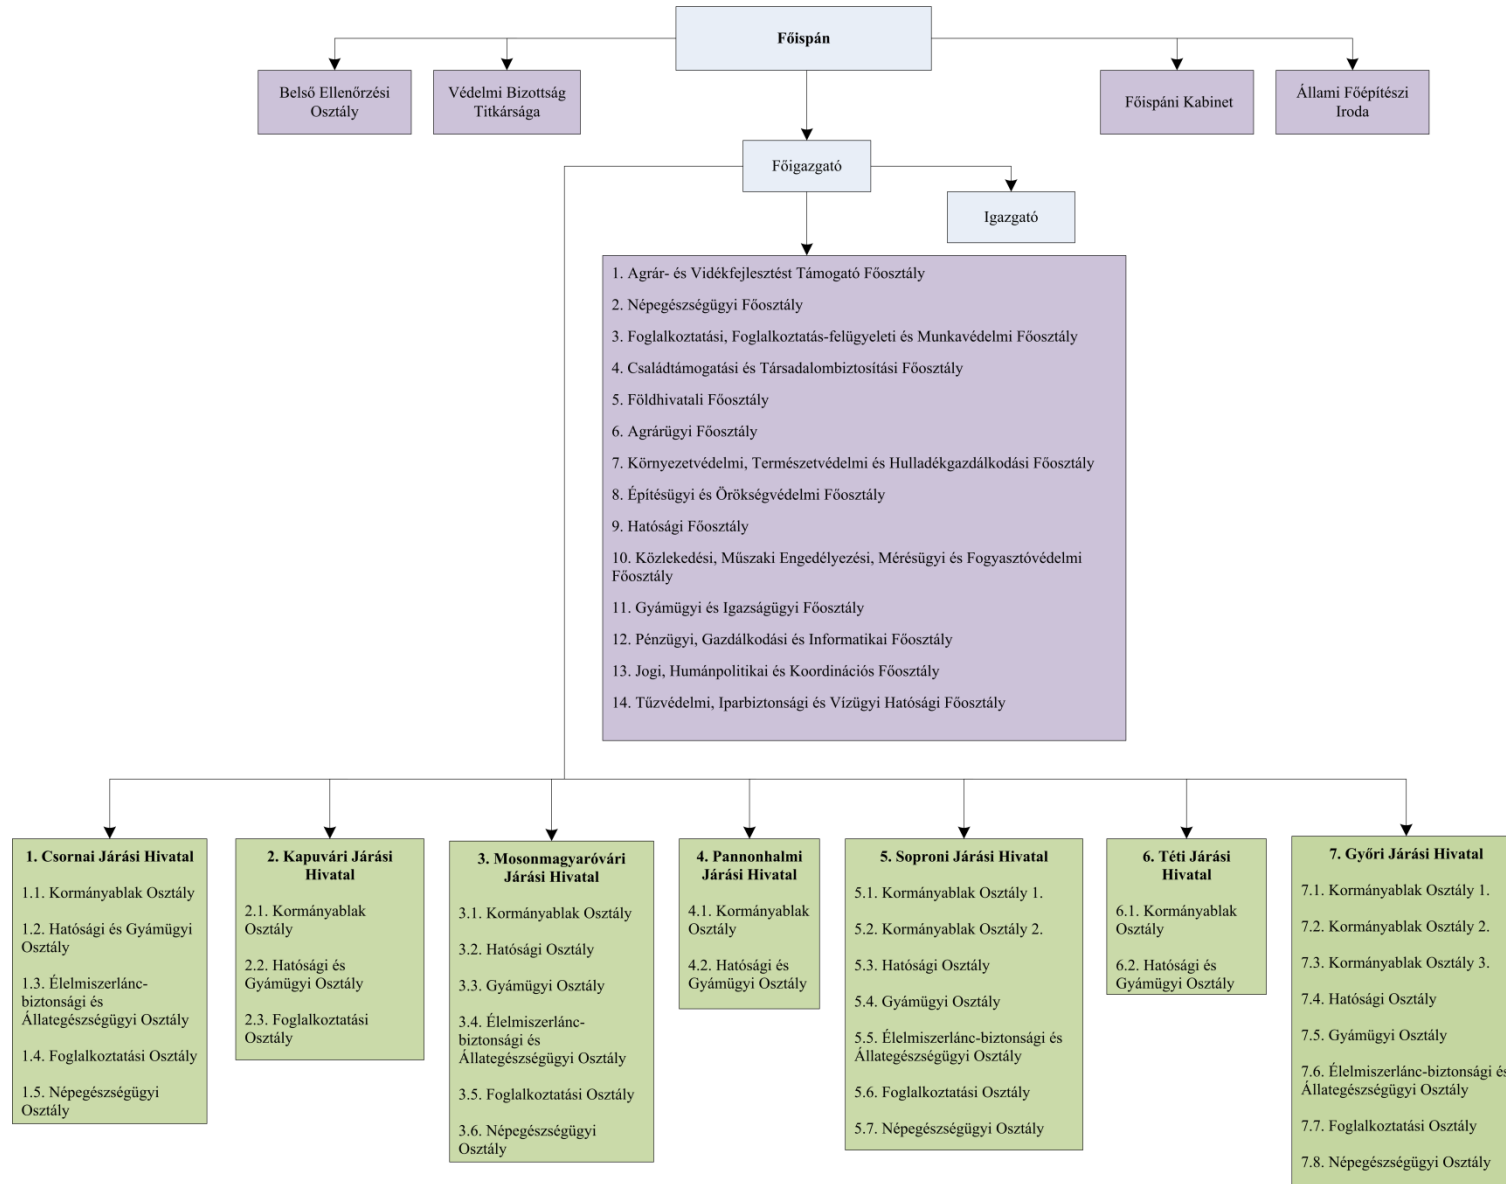 Főispán
Belső Ellenőrzési
Osztály
Védelmi Bizottság
Titkársága
Főispáni Kabinet
Állami Főépítészi
Iroda
Főigazgató
Igazgató
1. Agrár- és Vidékfejlesztést Támogató Főosztály
2. Népegészségügyi Főosztály
3. Foglalkoztatási, Foglalkoztatás-felügyeleti és Munkavédelmi Főosztály
4. Családtámogatási és Társadalombiztosítási Főosztály
5. Földhivatali Főosztály
6. Agrárügyi Főosztály
7. Környezetvédelmi, Természetvédelmi és Hulladékgazdálkodási Főosztály
8. Építésügyi és Örökségvédelmi Főosztály
9. Hatósági Főosztály
10. Közlekedési, Műszaki Engedélyezési, Mérésügyi és Fogyasztóvédelmi
Főosztály
11. Gyámügyi és Igazságügyi Főosztály
12. Pénzügyi, Gazdálkodási és Informatikai Főosztály
13. Jogi, Humánpolitikai és Koordinációs Főosztály
14. Tűzvédelmi, Iparbiztonsági és Vízügyi Hatósági Főosztály
1. Csornai Járási Hivatal
1.1. Kormányablak Osztály
1.2. Hatósági és Gyámügyi
Osztály
1.3. Élelmiszerlánc-
biztonsági és
Állategészségügyi Osztály
1.4. Foglalkoztatási Osztály
1.5. Népegészségügyi
Osztály
2. Kapuvári Járási
Hivatal
2.1. Kormányablak
Osztály
2.2. Hatósági és
Gyámügyi Osztály
2.3. Foglalkoztatási
Osztály
3. Mosonmagyaróvári
Járási Hivatal
3.1. Kormányablak Osztály
3.2. Hatósági Osztály
3.3. Gyámügyi Osztály
3.4. Élelmiszerlánc-
biztonsági és
Állategészségügyi Osztály
3.5. Foglalkoztatási Osztály
3.6. Népegészségügyi
Osztály
4. Pannonhalmi
Járási Hivatal
4.1. Kormányablak
Osztály
4.2. Hatósági és
Gyámügyi Osztály
5. Soproni Járási Hivatal
5.1. Kormányablak Osztály 1.
5.2. Kormányablak Osztály 2.
5.3. Hatósági Osztály
5.4. Gyámügyi Osztály
5.5. Élelmiszerlánc-biztonsági és
Állategészségügyi Osztály
5.6. Foglalkoztatási Osztály
5.7. Népegészségügyi Osztály
6. Téti Járási
Hivatal
6.1. Kormányablak
Osztály
6.2. Hatósági és
Gyámügyi Osztály
7. Győri Járási Hivatal
7.1. Kormányablak Osztály 1.
7.2. Kormányablak Osztály 2.
7.3. Kormányablak Osztály 3.
7.4. Hatósági Osztály
7.5. Gyámügyi Osztály
7.6. Élelmiszerlánc-biztonsági és
Állategészségügyi Osztály
7.7. Foglalkoztatási Osztály
7.8. Népegészségügyi Osztály